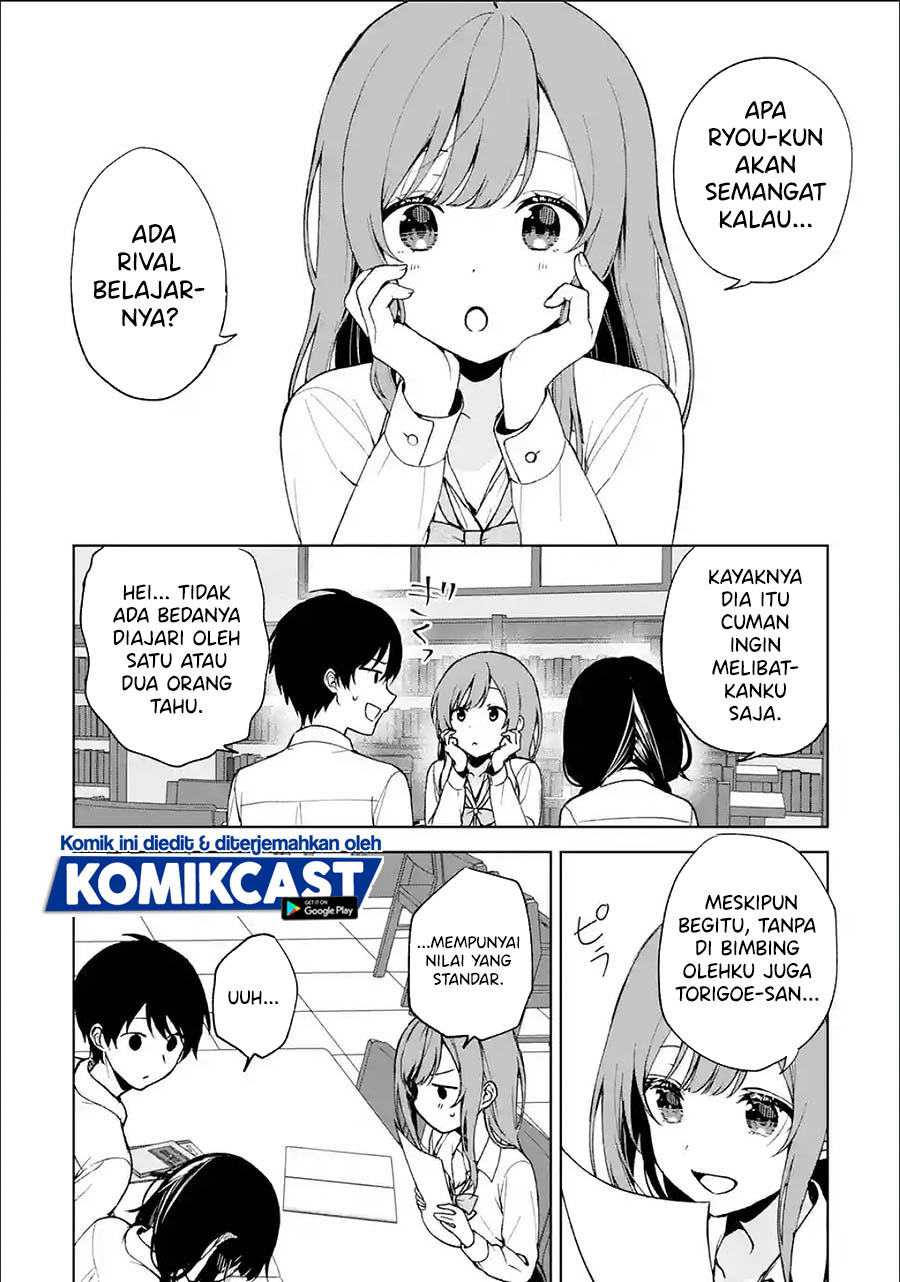 APA
RYOU-KUN
AKAN
SEMANGAT
KALAU...
ADA
RIVAL
BELAJAR-
NYA?
KAYAKNYA
DIA ITU
CUMAN
INGIN
MELIBAT-
KANKU
SAJA.
HEI... TIDAK
ADA BEDANYA
DIAJARI OLEH
SATU ATAU
DUA ORANG
TAHU.
MESKIPUN
BEGITU, TANPA
DI BIMBING
OLEHKU JUGA
TORIGOE-SAN...
ピラ
...MEMPUNYAI
NILAI YANG
STANDAR.
UUH...
Komik ini diedit & diterjemahkan oleh
KOMIKCAST
GET IT ON
Google Play